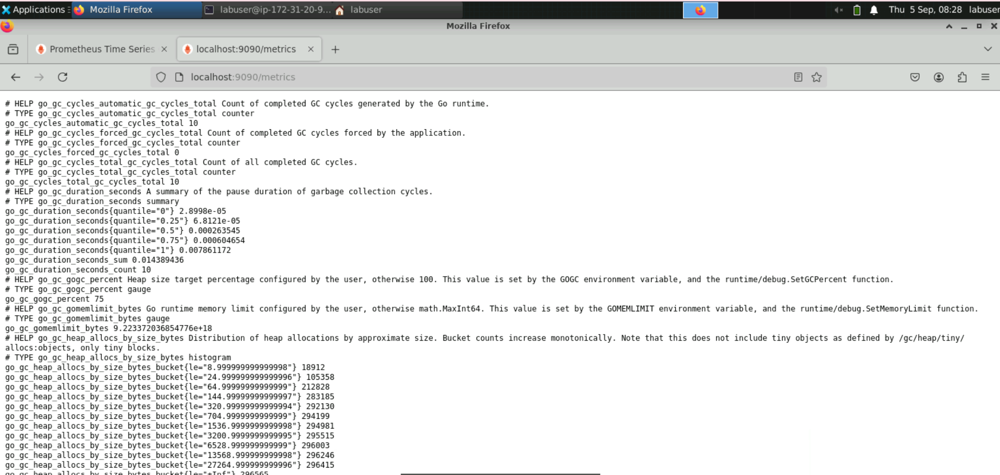 Applications
Mozilla Firefox
labuser@ip-172-31-20-9...
labuser
Thu 5 Sep, 08:28 labuser
Mozilla Firefox
Prometheus Time Series
localhost:9090/metrics
localhost:9090/metrics
# HELP go_gc_cycles_automatic_gc_cycles_total Count of completed GC cycles generated by the Go runtime.
# TYPE go_gc_cycles_automatic_gc_cycles_total counter
go_gc_cycles_automatic_gc_cycles_total 10
# HELP go_gc_cycles_forced_gc_cycles_total Count of completed GC cycles forced by the application.
# TYPE go_gc_cycles_forced_gc_cycles_total counter
go_gc_cycles_forced_gc_cycles_total 0
# HELP go_gc_cycles_total_gc_cycles_total Count of all completed GC cycles.
# TYPE go_gc_cycles_total_gc_cycles_total counter
go_gc_cycles_total_gc_cycles_total 10
# HELP go_gc_duration_seconds A summary of the pause duration of garbage collection cycles.
# TYPE go_gc_duration_seconds summary
go_gc_duration_seconds{quantile="0"} 2.8998e-05
go_gc_duration_seconds{quantile="0.25"} 6.8121e-05
go_gc_duration_seconds{quantile="0.5"} 0.000263545
go_gc_duration_seconds{quantile="0.75"} 0.000604654
go_gc_duration_seconds{quantile="1"} 0.007861172
go_gc_duration_seconds_sum 0.014389436
go_gc_duration_seconds_count 10
# HELP go_gc_gogc_percent Heap size target percentage configured by the user, otherwise 100. This value is set by the GOGC environment variable, and the runtime/debug.SetGCPercent function.
# TYPE go_gc_gogc_percent gauge
go_gc_gogc_percent 75
# HELP go_gc_gomemlimit_bytes Go runtime memory limit configured by the user, otherwise math.MaxInt64. This value is set by the GOMEMLIMIT environment variable, and the runtime/debug.SetMemoryLimit function.
# TYPE go_gc_gomemlimit_bytes gauge
go_gc_gomemlimit_bytes 9.223372036854776e+18
# HELP go_gc_heap_allocs_by_size_bytes Distribution of heap allocations by approximate size. Bucket counts increase monotonically. Note that this does not include tiny objects as defined by /gc/heap/tiny/
allocs:objects, only tiny blocks.
# TYPE go_gc_heap_allocs_by_size_bytes histogram
go_gc_heap_allocs_by_size_bytes_bucket{le="8.999999999999998"} 18912
go_gc_heap_allocs_by_size_bytes_bucket{le="24.999999999999996"} 105358
go_gc_heap_allocs_by_size_bytes_bucket{le="64.99999999999999"} 212828
go_gc_heap_allocs_by_size_bytes_bucket{le="144.99999999999997"} 283185
go_gc_heap_allocs_by_size_bytes_bucket{le="320.99999999999994"} 292130
go_gc_heap_allocs_by_size_bytes_bucket{le="704.9999999999999"} 294199
go_gc_heap_allocs_by_size_bytes_bucket{le="1536.9999999999998"} 294981
go_gc_heap_allocs_by_size_bytes_bucket{le="3200.9999999999995"} 295515
go_gc_heap_allocs_by_size_bytes_bucket{le="6528.999999999999"} 296003
go_gc_heap_allocs_by_size_bytes_bucket{le="13568.999999999998"} 296246
go_gc_heap_allocs_by_size_bytes_bucket{le="27264.999999999996"} 296415
go_gc_heap_allocs_by_size_bytes_bucket{le="+Inf"} 296565